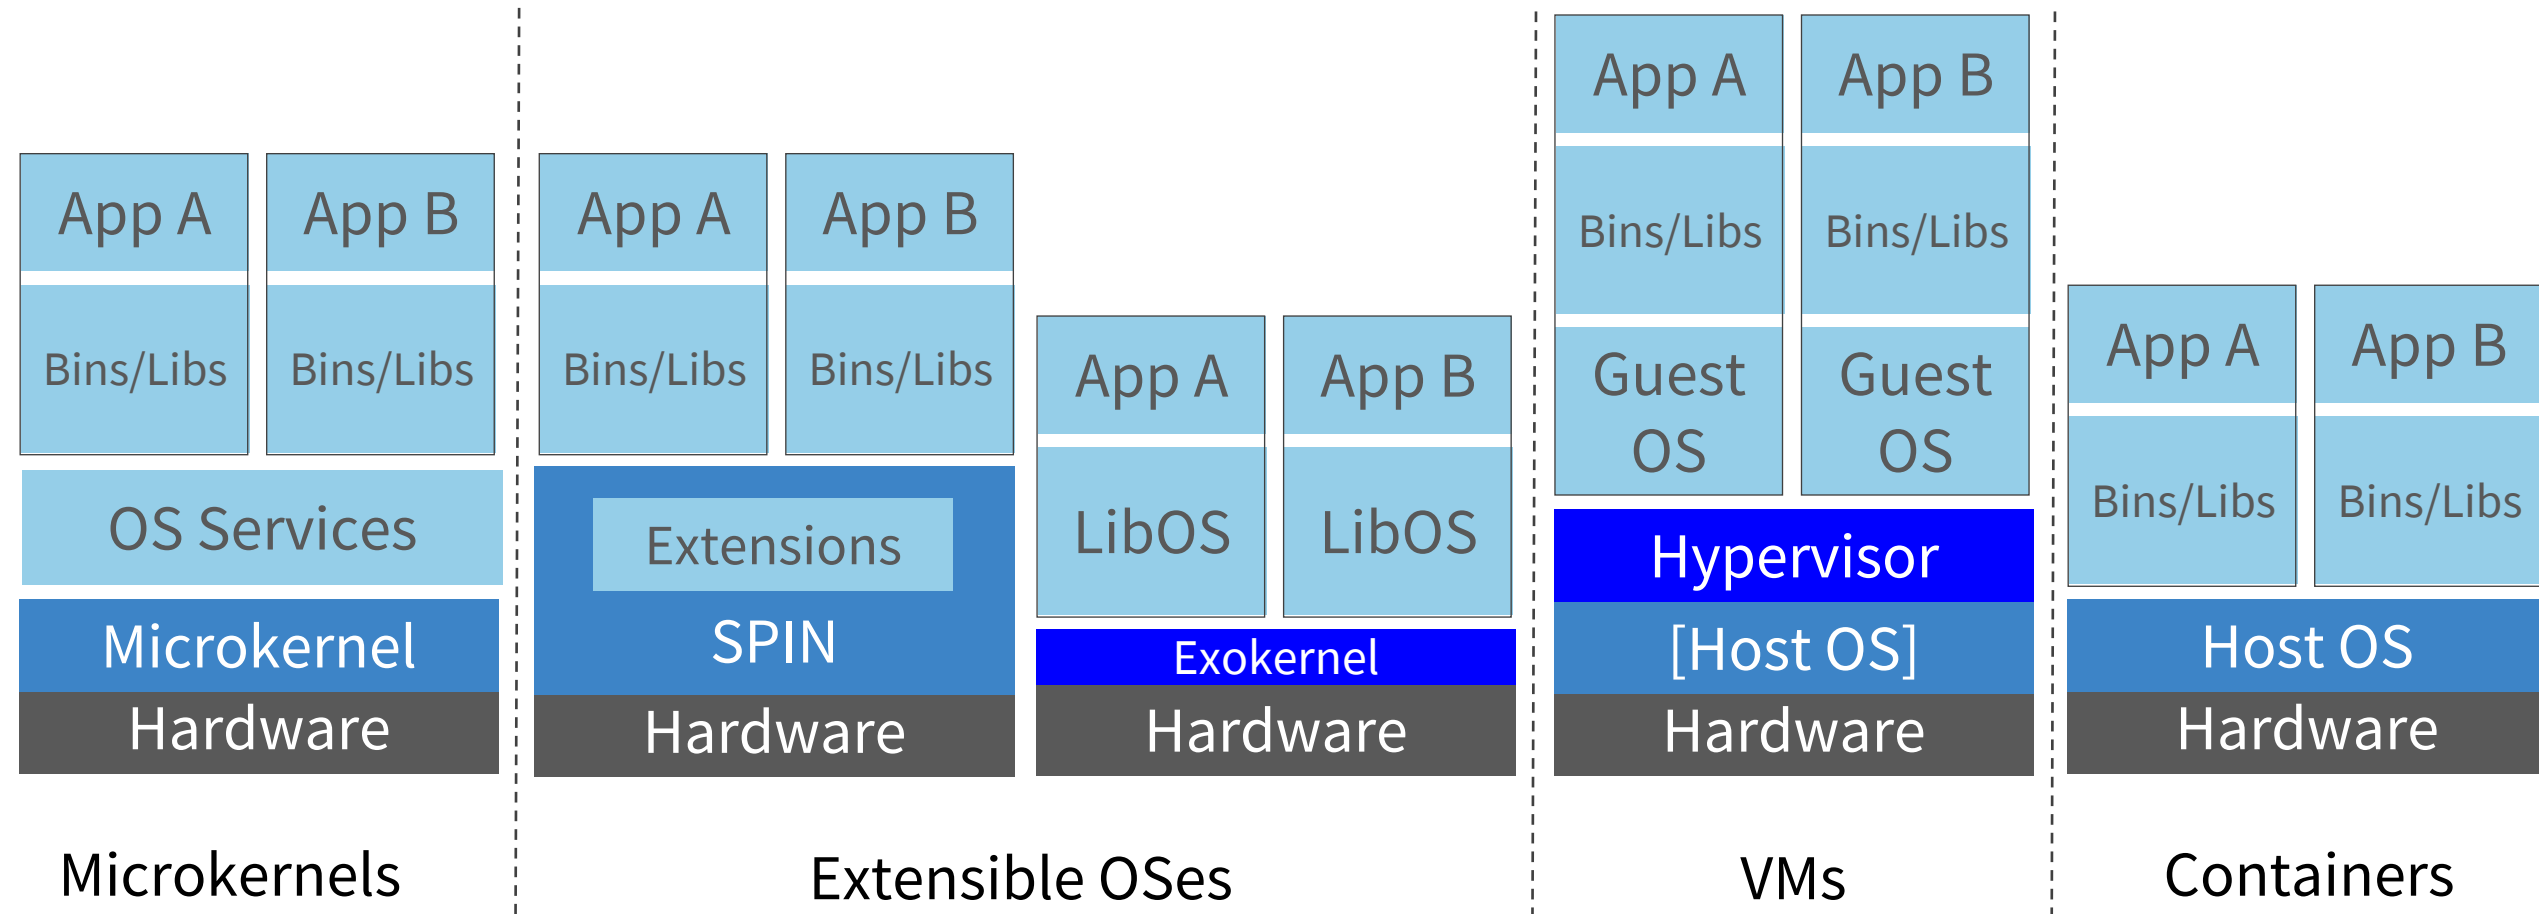 App A
App B
Bins/Libs
Bins/Libs
OS Services
Microkernel
Hardware
Microkernels
App A
App B
Bins/Libs
Bins/Libs
Extensions
SPIN
Hardware
App A
App B
LibOS
LibOS
Exokernel
Hardware
Extensible OSes
App A
App B
Bins/Libs
Bins/Libs
Guest
OS
Guest
OS
Hypervisor
[Host OS]
Hardware
VMs
App A
App B
Bins/Libs
Bins/Libs
Host OS
Hardware
Containers